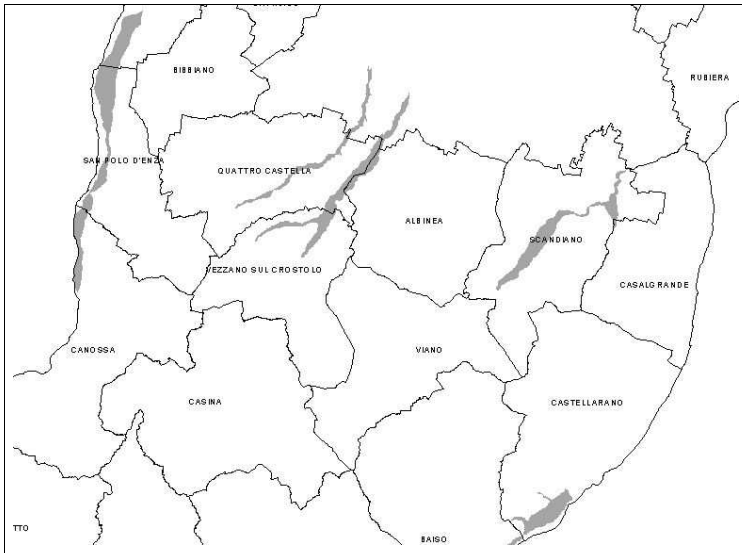 BIBBIANO
RUBIERA
SAN POLO D'ENZA
QUATTRO CASTELLA
ALBINEA
SCANDIANO
VEZZANO SUL CROSTOLO
CASALGRANDE
CANOSSA
VIANO
CASINA
CASTELLARANO
TTO
BAISO